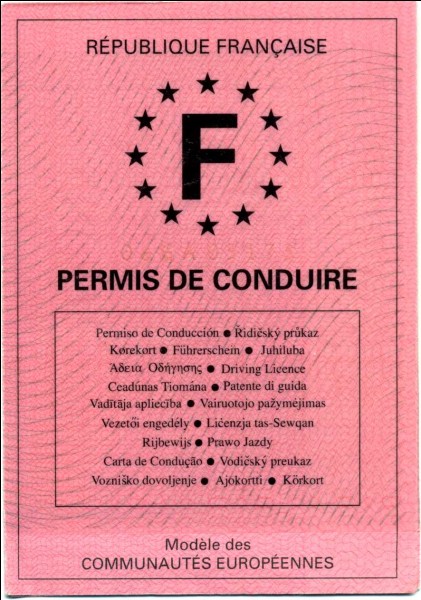 RÉPUBLIQUE FRANÇAISE
F
PERMIS DE CONDUIRE
Permiso de Conducción ● Řidičský průkaz
Kørekort ● Führerschein ● Juhiluba
Άδεια Οδήγησης ● Driving Licence
Ceadúnas Tiomána ● Patente di guida
Vadītāja apliecība ● Vairuotojo pažymėjimas
Vezetői engedély ● Liċenzja tas-Sewqan
Rijbewijs ● Prawo Jazdy
Carta de Condução ● Vodičský preukaz
Vozniško dovoljenje ● Ajokortti ● Körkort
Modèle des
COMMUNAUTÉS EUROPÉENNES